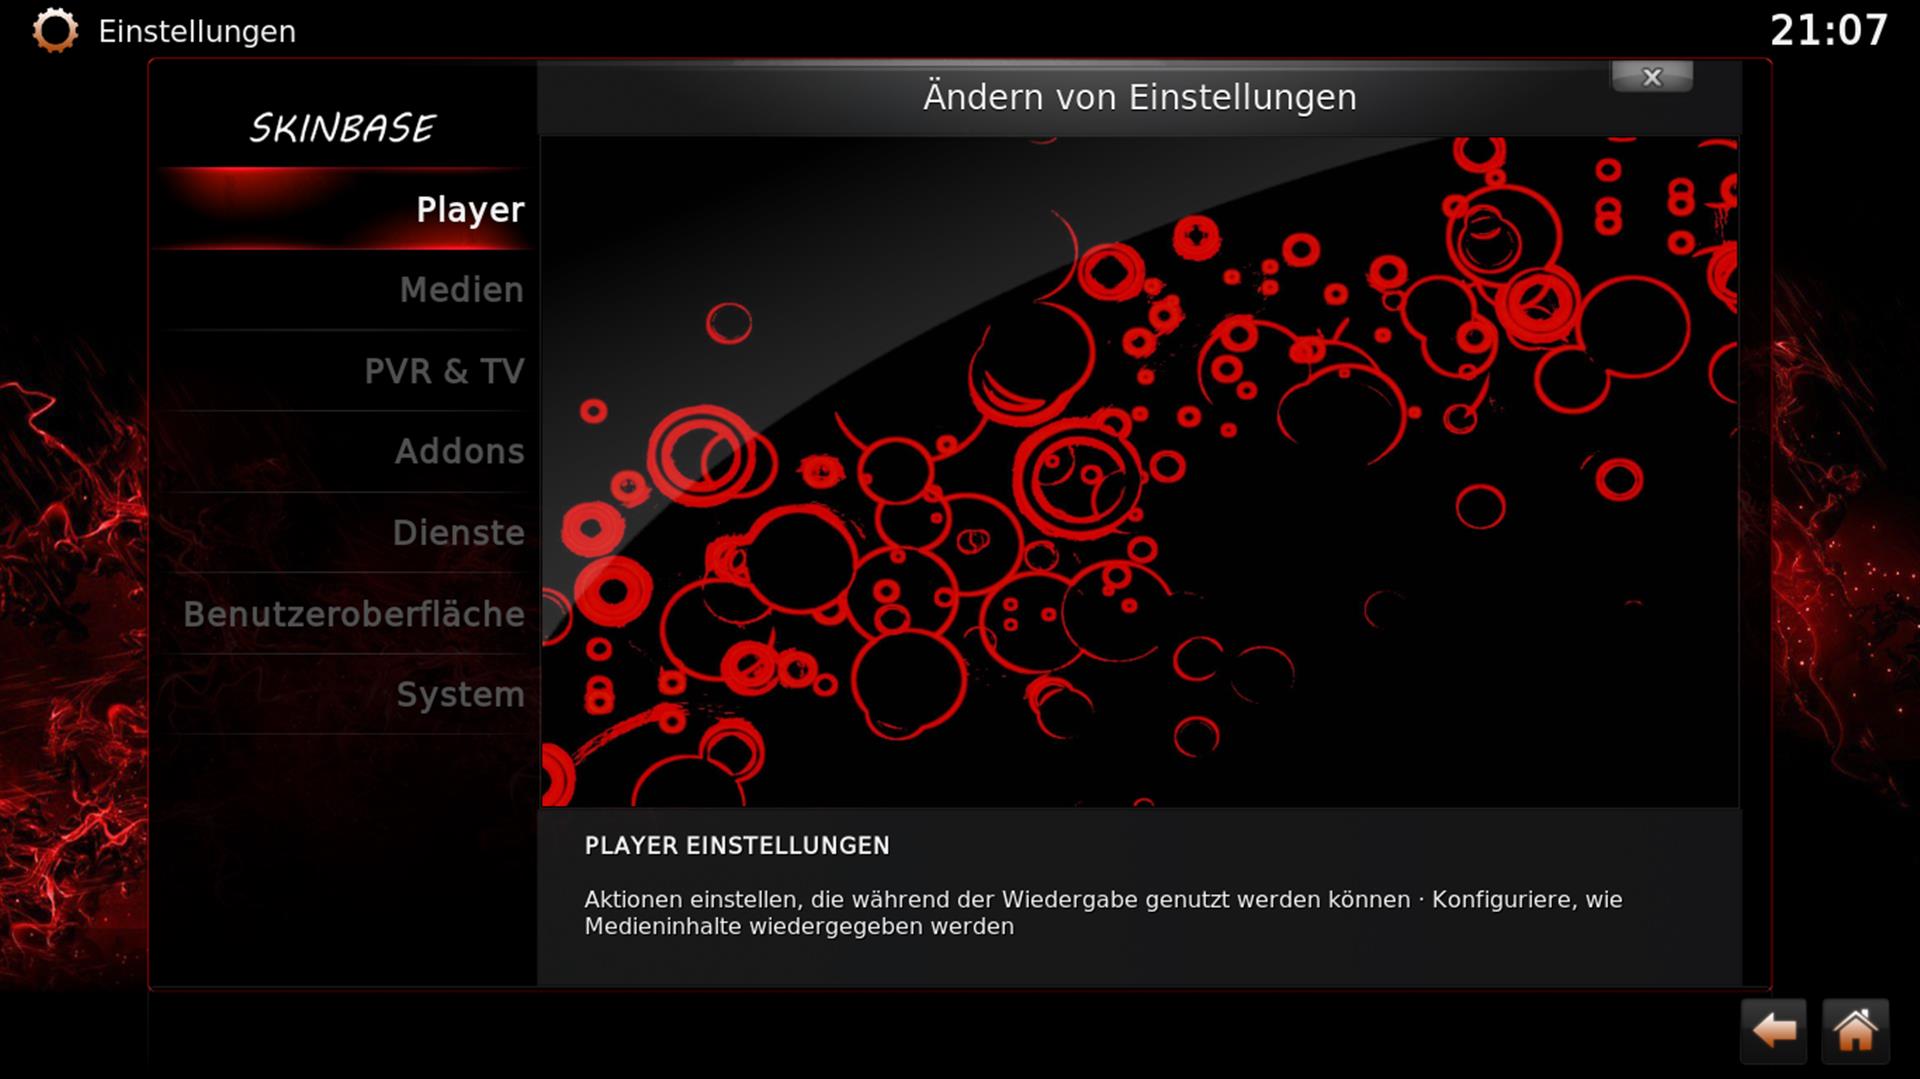 Einstellungen
21:07
Ändern von Einstellungen
x
SKINBASE
Player
Medien
PVR & TV
Addons
Dienste
Benutzeroberfläche
System
PLAYER EINSTELLUNGEN
Aktionen einstellen, die während der Wiedergabe genutzt werden können · Konfiguriere, wie
Medieninhalte wiedergegeben werden